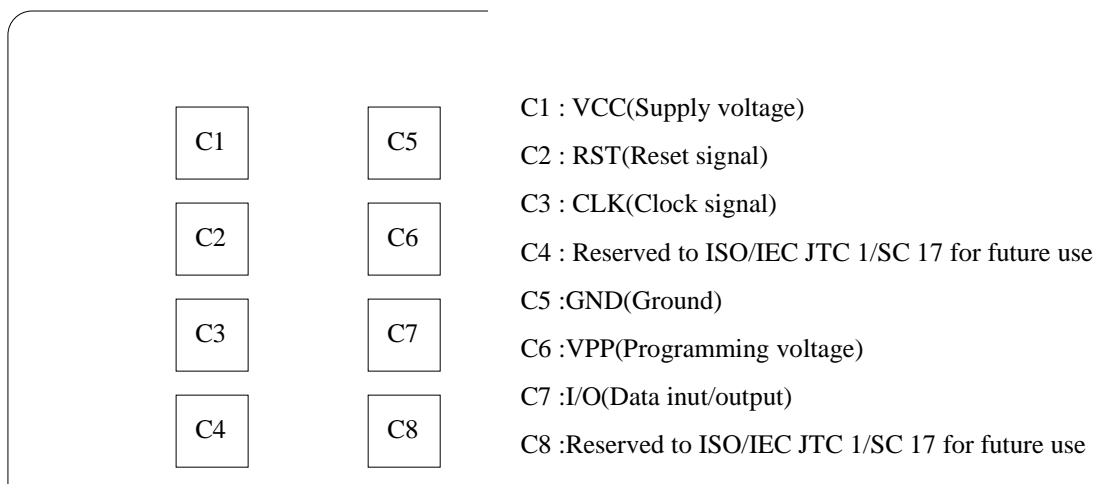 C1
C5
C2
C6
C3
C7
C4
C8
C1 : VCC(Supply voltage)
C2 : RST(Reset signal)
C3 : CLK(Clock signal)
C4 : Reserved to ISO/IEC JTC 1/SC 17 for future use
C5 :GND(Ground)
C6 :VPP(Programming voltage)
C7 :I/O(Data inut/output)
C8 :Reserved to ISO/IEC JTC 1/SC 17 for future use